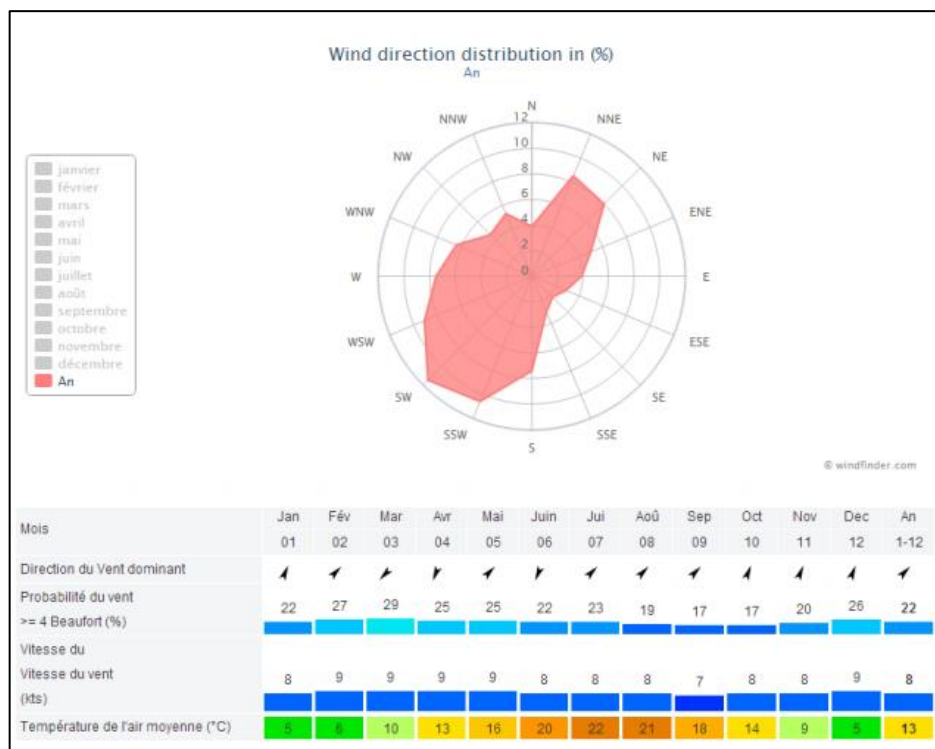 Wind direction distribution in (%)
An
N
NNE
NE
ENE
E
ESE
SE
SSE
S
SSW
SW
WSW
W
WNW
NW
NNW
12
10
8
6
4
2
0
janvier
février
mars
avril
mai
juin
juillet
août
septembre
octobre
novembre
décembre
An
© windfinder.com
Mois Jan Fév Mar Avr Mai Juin Jui Aoû Sep Oct Nov Dec An
01 02 03 04 05 06 07 08 09 10 11 12 1-12
Direction du Vent dominant
Probabilité du vent
>= 4 Beaufort (%) 22 27 29 25 25 22 23 19 17 17 20 26 22
Vitesse du
Vitesse du vent 8 9 9 9 9 8 8 8 7 8 8 9 8
(kts)
Température de l'air moyenne (°C) 5 6 10 13 16 20 22 21 18 14 9 5 13